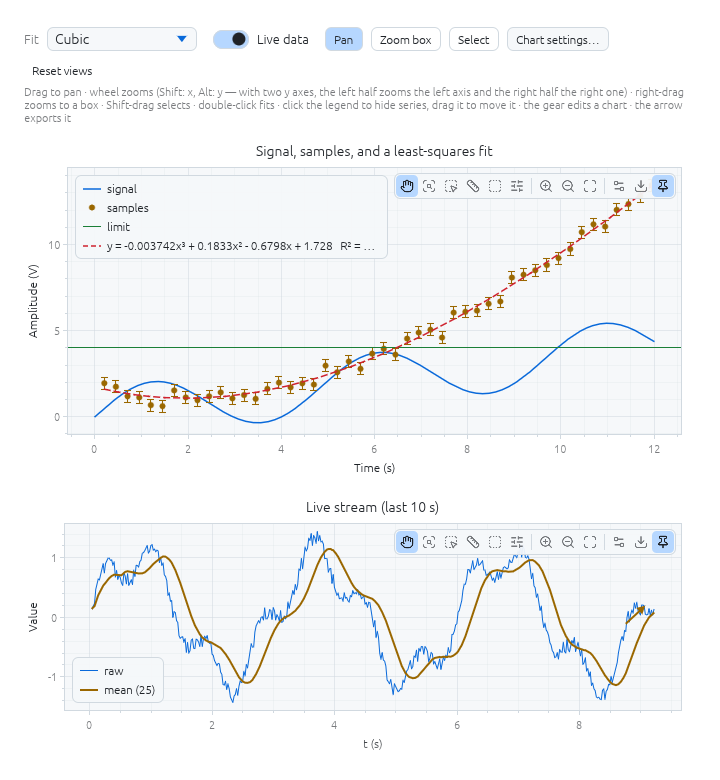 Fit Cubic Live data Pan Zoom box Select Chart settings…
Reset views
Drag to pan · wheel zooms (Shift: x, Alt: y — with two y axes, the left half zooms the left axis and the right half the right one) · right-drag
zooms to a box · Shift-drag selects · double-click fits · click the legend to hide series, drag it to move it · the gear edits a chart · the arrow
exports it
Signal, samples, and a least-squares fit
signal
samples
limit
y = -0.003742x³ + 0.1833x² - 0.6798x + 1.728 R² = …
10
5
0
Amplitude (V)
0 2 4 6 8 10 12
Time (s)
Live stream (last 10 s)
1
0
-1
Value
raw
mean (25)
0 2 4 6 8
t (s)